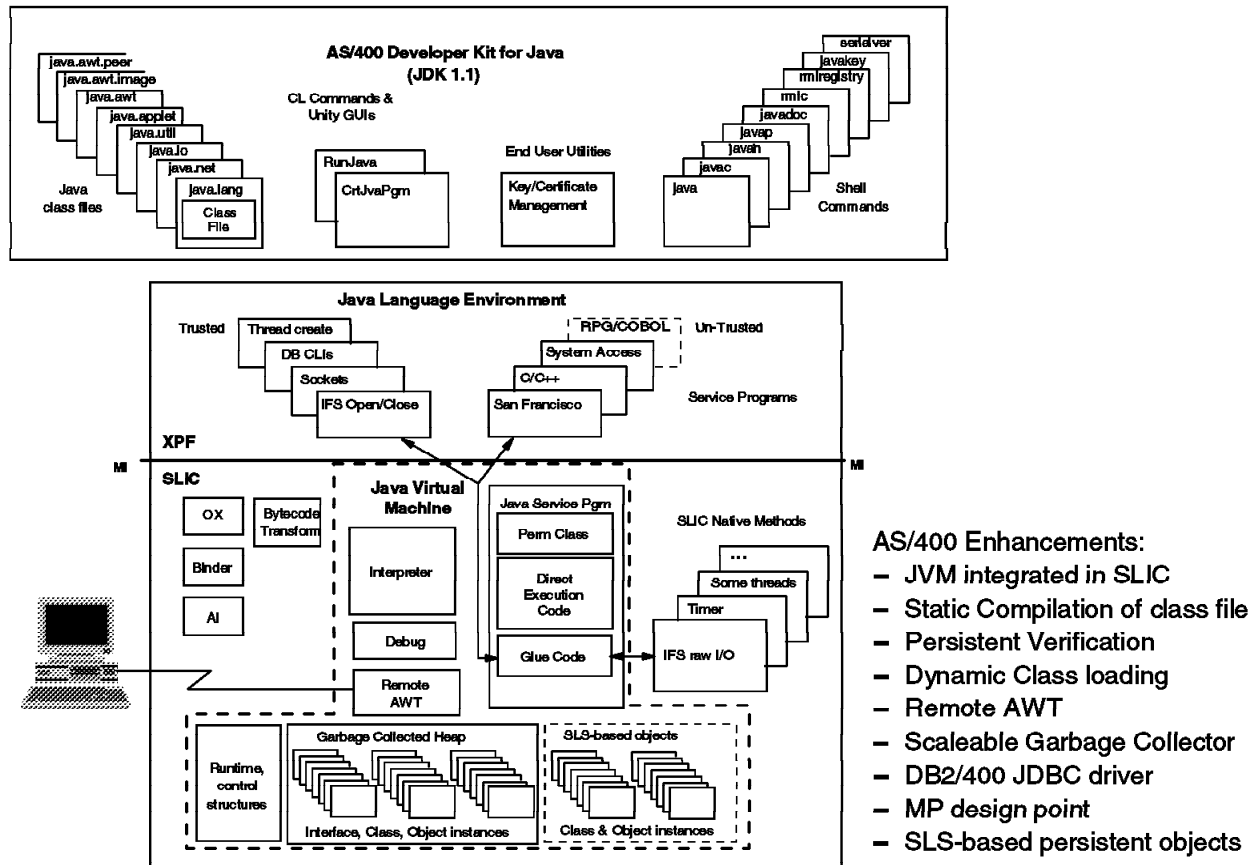 AS/400 Developer Kit for Java
(JDK 1.1)
java.awt.peer
java.awt.image
java.awt
java.applet
java.util
java.io
java.net
java.lang
Class
File
Java
class files
CL Commands &
Unity GUIs
RunJava
CrtJvaPgm
End User Utilities
Key/Certificate
Management
serialver
javakey
rmiregistry
rmic
javadoc
javap
javah
javac
java
Shell
Commands
Java Language Environment
Trusted
Thread create
DB CLIs
Sockets
IFS Open/Close
RPG/COBOL
System Access
C/C++
San Francisco
Un-Trusted
Service Programs
XPF
MI
MI
SLIC
OX
Bytecode
Transform
Binder
AI
Java Virtual
Machine
Interpreter
Debug
Remote
AWT
Java Service Pgm
Perm Class
Direct
Execution
Code
Glue Code
SLIC Native Methods
...
Some threads
Timer
IFS raw I/O
Runtime,
control
structures
Garbage Collected Heap
Interface, Class, Object instances
SLS-based objects
Class & Object instances
AS/400 Enhancements:
– JVM integrated in SLIC
– Static Compilation of class file
– Persistent Verification
– Dynamic Class loading
– Remote AWT
– Scaleable Garbage Collector
– DB2/400 JDBC driver
– MP design point
– SLS-based persistent objects